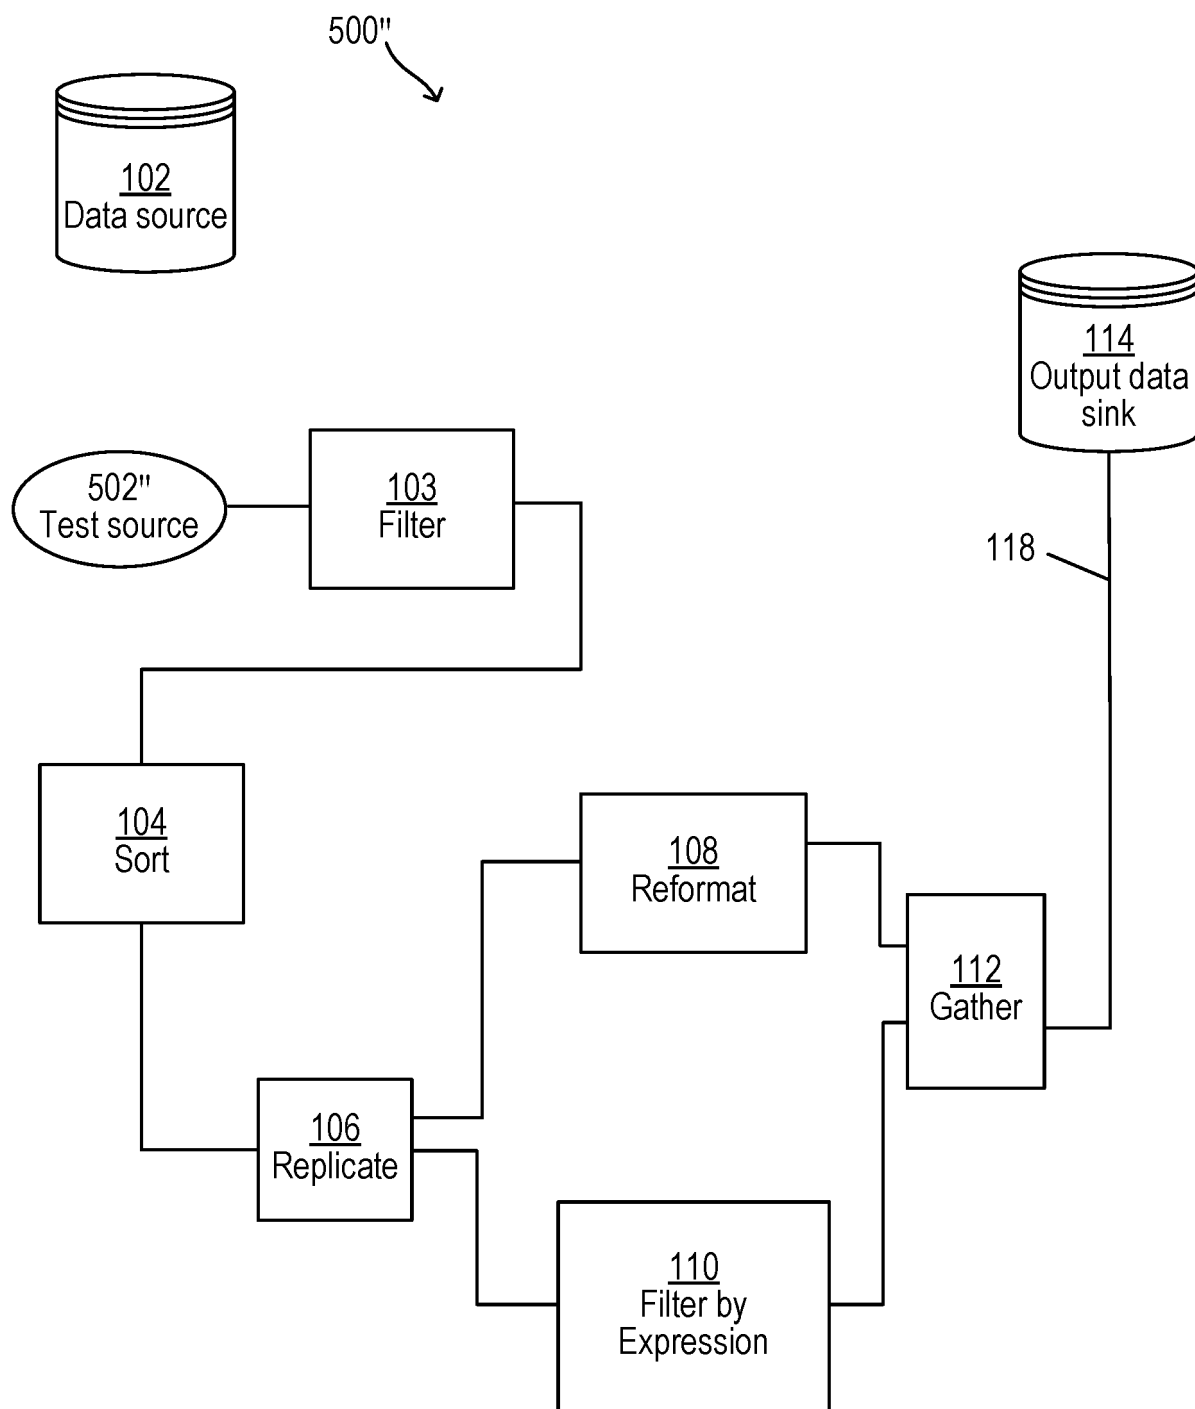 500"
102
Data source
114
Output data
sink
502"
Test source
103
Filter
118
104
Sort
108
Reformat
112
Gather
106
Replicate
110
Filter by
Expression